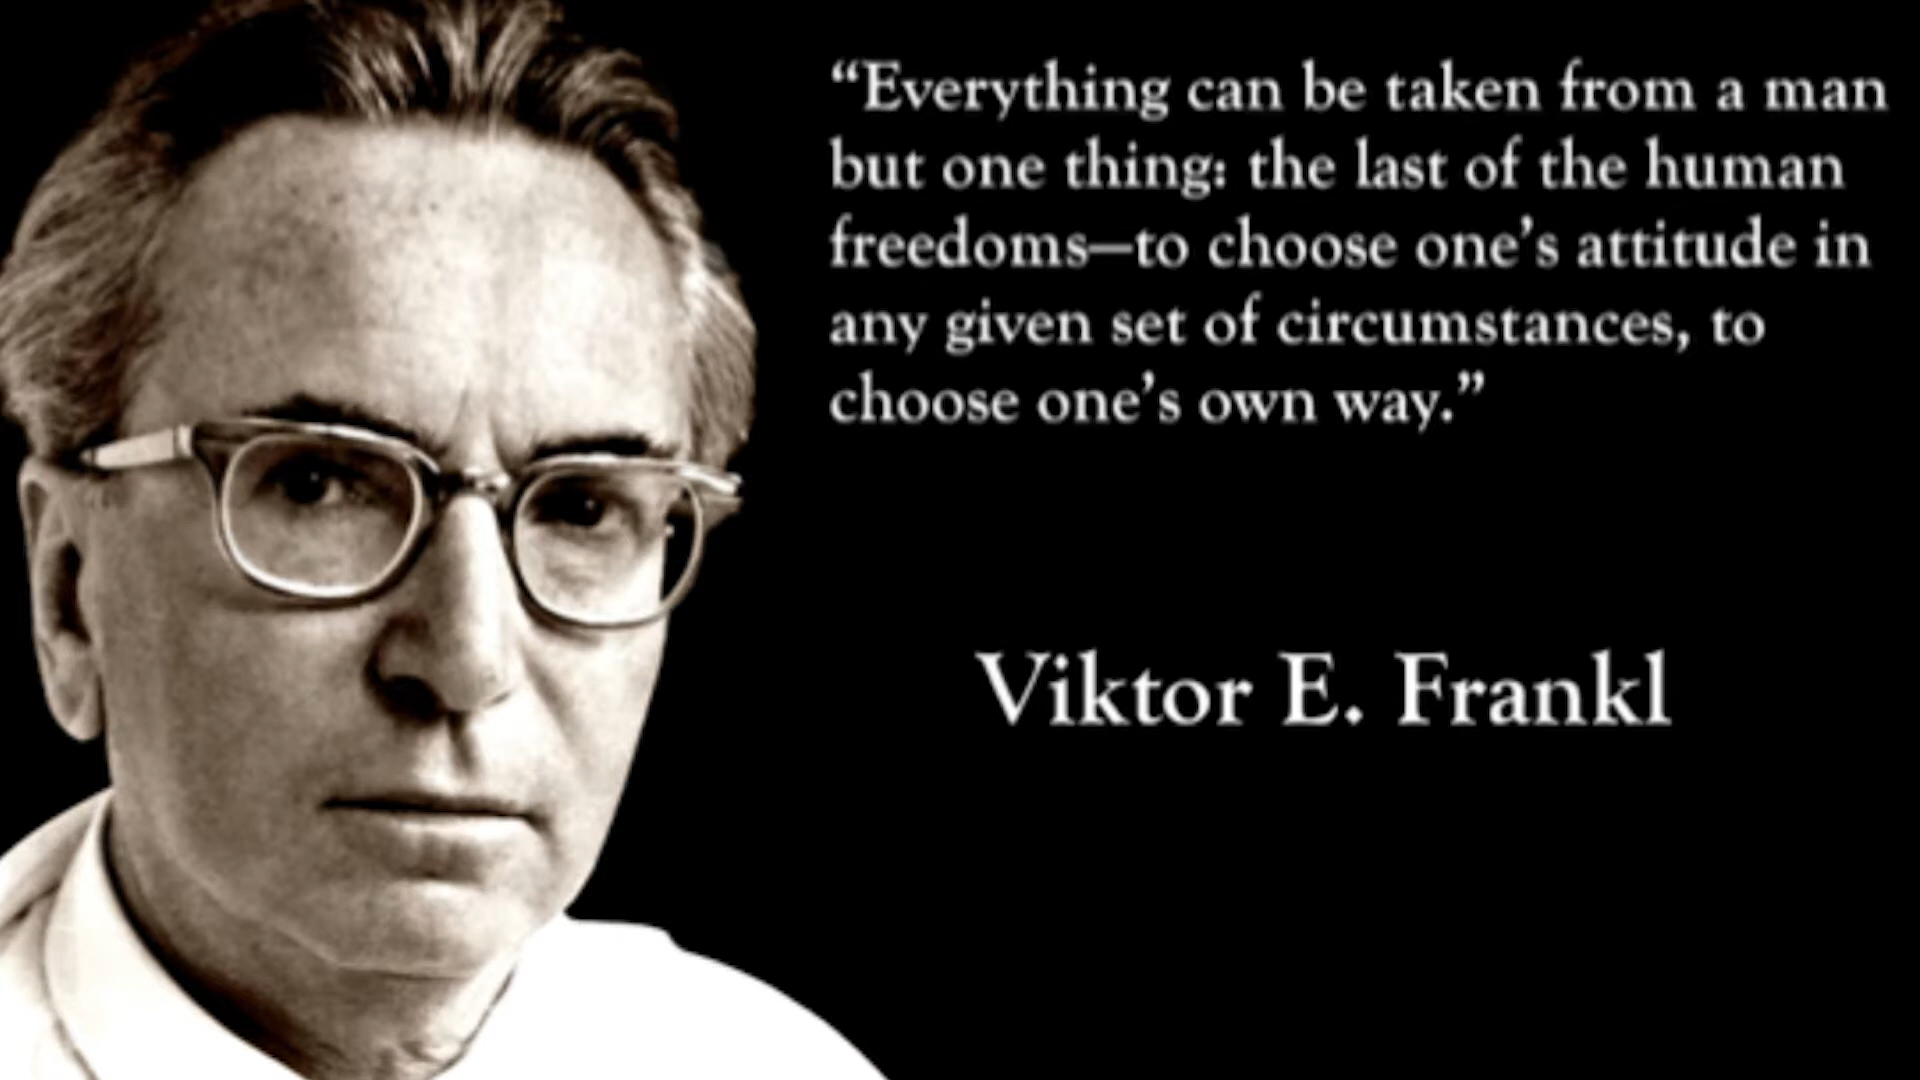 “Everything can be taken from a man
but one thing: the last of the human
freedoms—to choose one’s attitude in
any given set of circumstances, to
choose one’s own way.”
Viktor E. Frankl